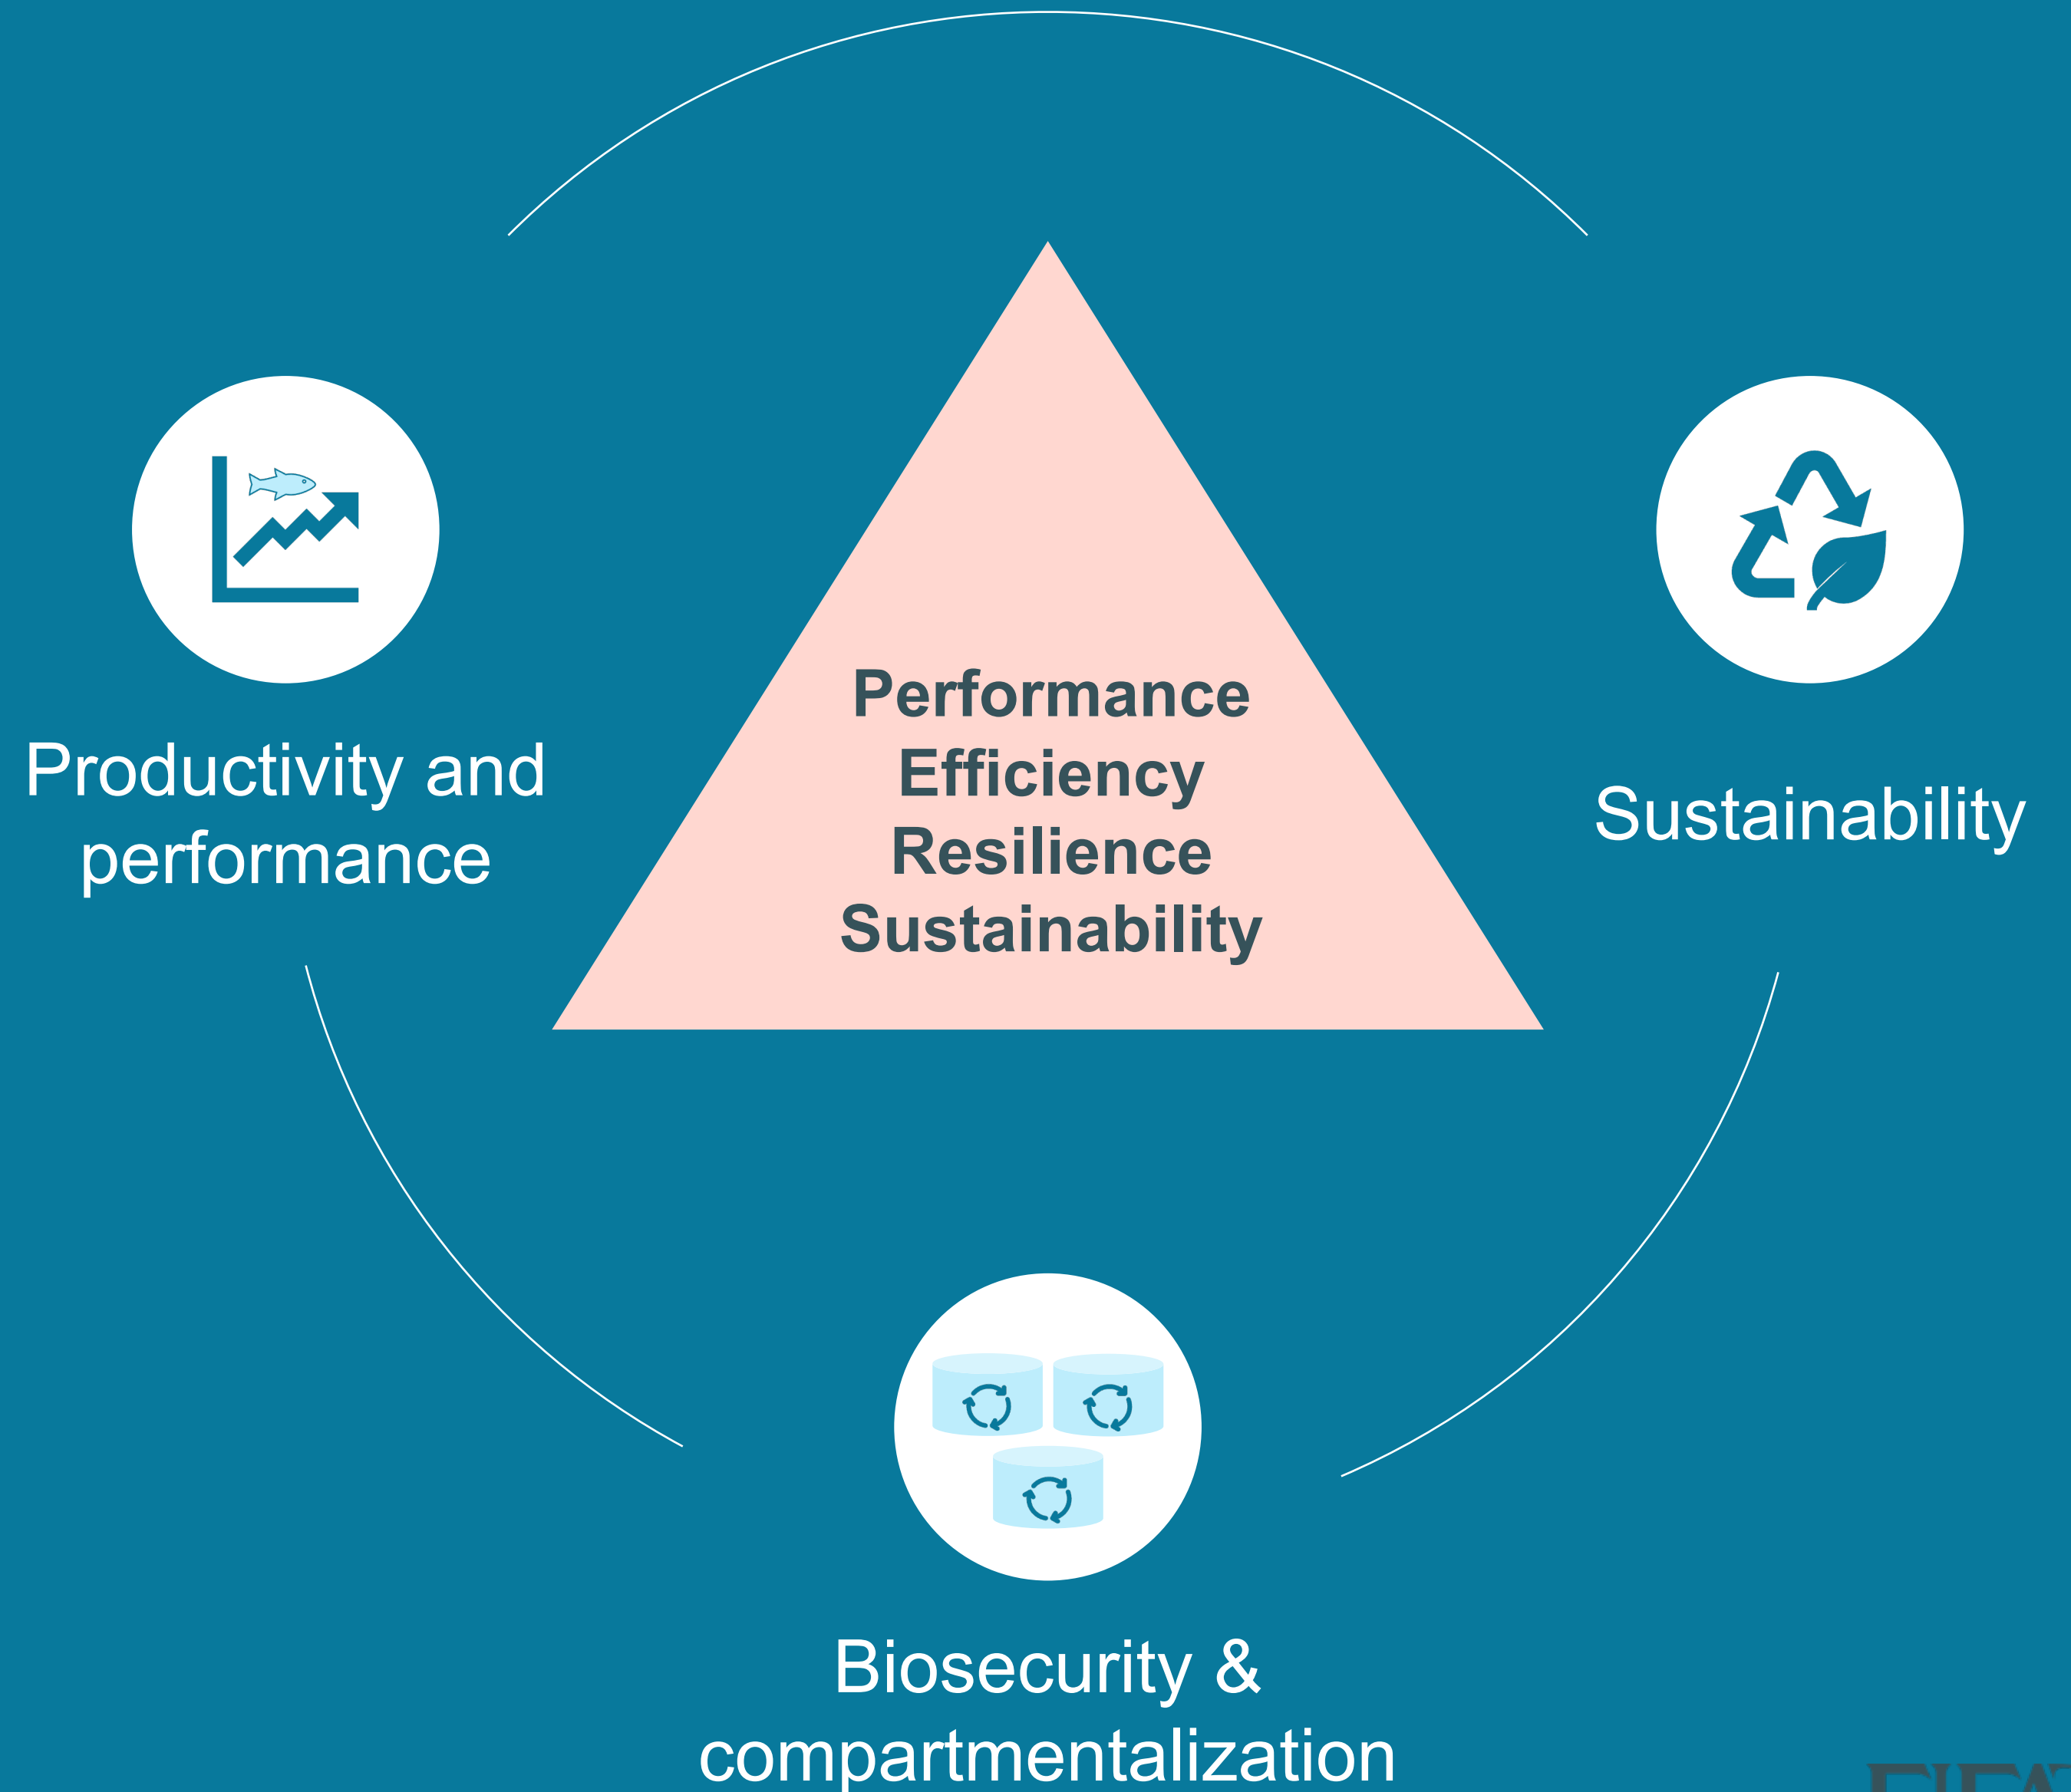 Performance
Efficiency
Resilience
Sustainability
Productivity and
performance
Sustainability
Biosecurity &
compartmentalization